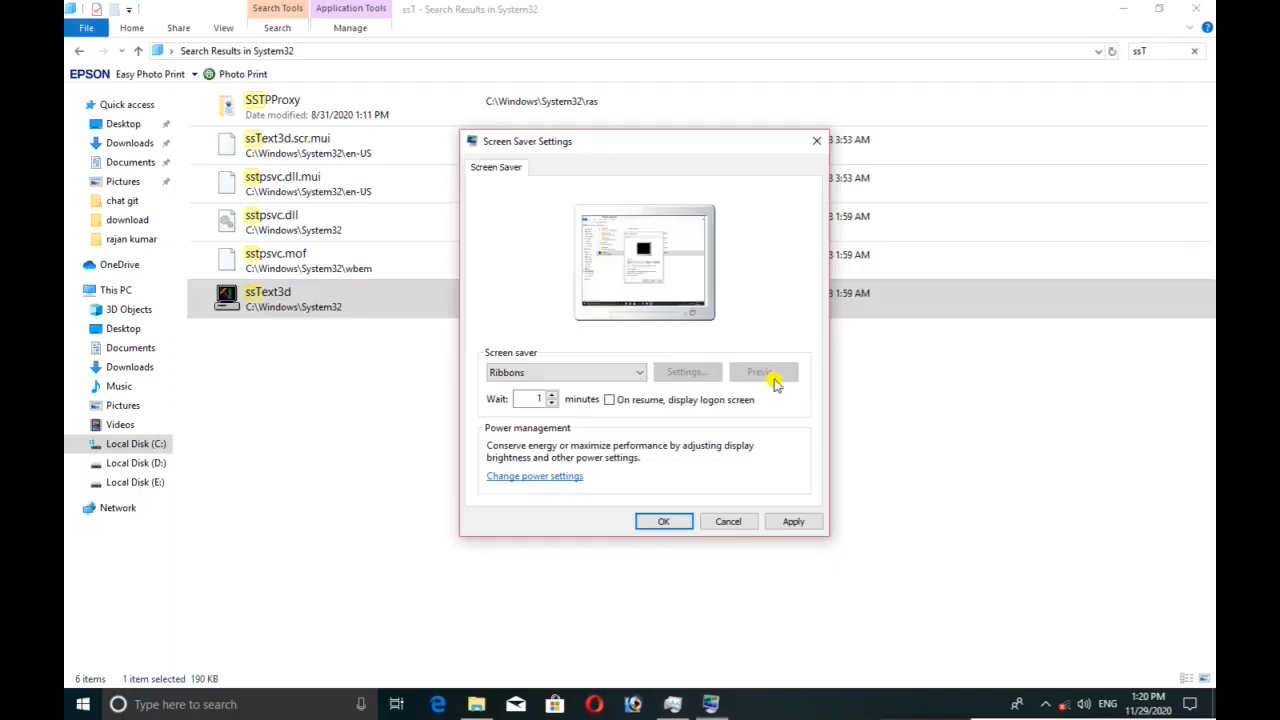 Search Tools
Application Tools
ssT - Search Results in System32
File
Home
Share
View
Search
Manage
Search Results in System32
ssT
EPSON
Easy Photo Print
Photo Print
Quick access
Desktop
Downloads
Documents
Pictures
chat git
download
rajan kumar
OneDrive
This PC
3D Objects
Desktop
Documents
Downloads
Music
Pictures
Videos
Local Disk (C:)
Local Disk (D:)
Local Disk (E:)
Network
SSTPProxy
C:\Windows\System32\ras
Date modified: 8/31/2020 1:11 PM
ssText3d.scr.mui
3:53 AM
C:\Windows\System32\en-US
sstpsvc.dll.mui
3:53 AM
C:\Windows\System32\en-US
sstpsvc.dll
1:59 AM
C:\Windows\System32
sstpsvc.mof
1:59 AM
C:\Windows\System32\wbem
ssText3d
1:59 AM
C:\Windows\System32
Screen Saver Settings
Screen Saver
Screen saver
Ribbons
Settings...
Wait:
1
minutes
On resume, display logon screen
Power management
Conserve energy or maximize performance by adjusting display
brightness and other power settings.
Change power settings
OK
Cancel
Apply
6 items
1 item selected 190 KB
Type here to search
ENG
1:20 PM
11/29/2020